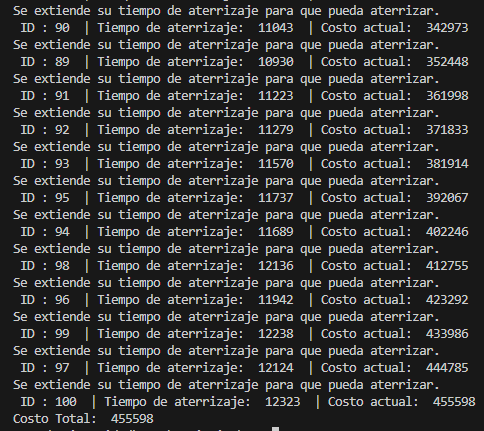 Se extiende su tiempo de aterrizaje para que pueda aterrizar.
ID : 90 | Tiempo de aterrizaje: 11043 | Costo actual: 342973
Se extiende su tiempo de aterrizaje para que pueda aterrizar.
ID : 89 | Tiempo de aterrizaje: 10930 | Costo actual: 352448
Se extiende su tiempo de aterrizaje para que pueda aterrizar.
ID : 91 | Tiempo de aterrizaje: 11223 | Costo actual: 361998
Se extiende su tiempo de aterrizaje para que pueda aterrizar.
ID : 92 | Tiempo de aterrizaje: 11279 | Costo actual: 371833
Se extiende su tiempo de aterrizaje para que pueda aterrizar.
ID : 93 | Tiempo de aterrizaje: 11570 | Costo actual: 381914
Se extiende su tiempo de aterrizaje para que pueda aterrizar.
ID : 95 | Tiempo de aterrizaje: 11737 | Costo actual: 392067
Se extiende su tiempo de aterrizaje para que pueda aterrizar.
ID : 94 | Tiempo de aterrizaje: 11689 | Costo actual: 402246
Se extiende su tiempo de aterrizaje para que pueda aterrizar.
ID : 98 | Tiempo de aterrizaje: 12136 | Costo actual: 412755
Se extiende su tiempo de aterrizaje para que pueda aterrizar.
ID : 96 | Tiempo de aterrizaje: 11942 | Costo actual: 423292
Se extiende su tiempo de aterrizaje para que pueda aterrizar.
ID : 99 | Tiempo de aterrizaje: 12238 | Costo actual: 433986
Se extiende su tiempo de aterrizaje para que pueda aterrizar.
ID : 97 | Tiempo de aterrizaje: 12124 | Costo actual: 444785
Se extiende su tiempo de aterrizaje para que pueda aterrizar.
ID : 100 | Tiempo de aterrizaje: 12323 | Costo actual: 455598
Costo Total: 455598